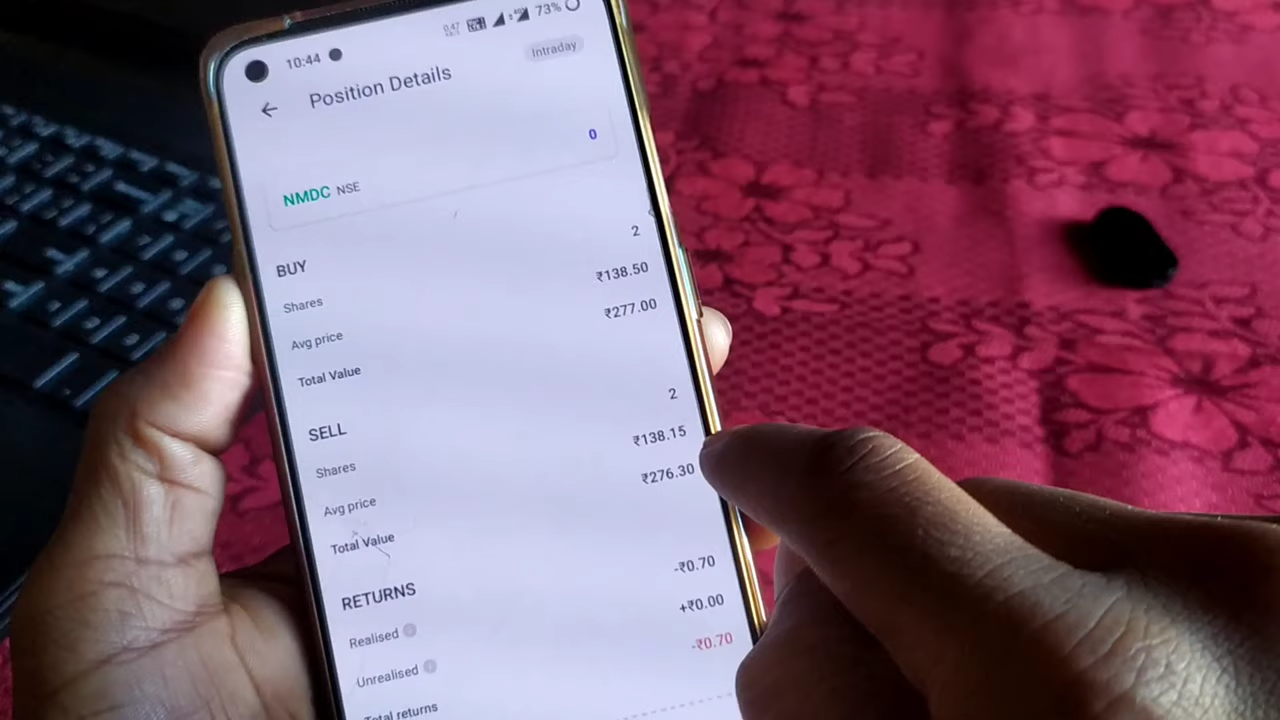 10:44 0.47 73%
Position Details Intraday
0
NMDC NSE
BUY
Shares 2
Avg price ₹138.50
Total Value ₹277.00
SELL
Shares 2
Avg price ₹138.15
Total Value ₹276.30
RETURNS
Realised -₹0.70
Unrealised +₹0.00
Total returns -₹0.70